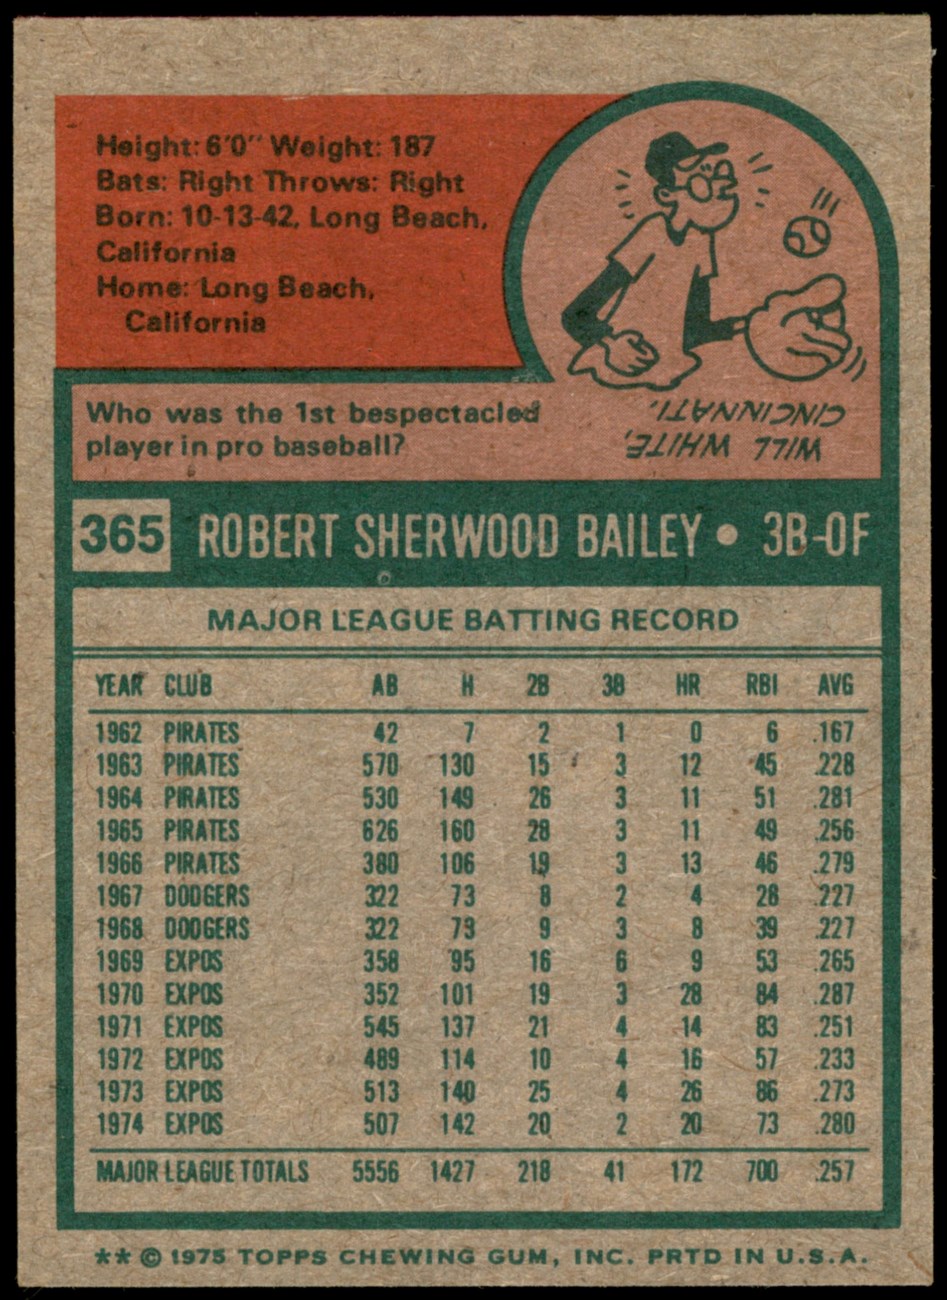 Height: 6'0" Weight: 187
Bats: Right Throws: Right
Born: 10-13-42, Long Beach,
California
Home: Long Beach,
California
Who was the 1st bespectacled
player in pro baseball?
WILL WHITE,
CINCINNATI.
365 ROBERT SHERWOOD BAILEY • 3B-OF
MAJOR LEAGUE BATTING RECORD
YEAR CLUB AB H 2B 3B HR RBI AVG
1962 PIRATES 42 7 2 1 0 6 .167
1963 PIRATES 570 130 15 3 12 45 .228
1964 PIRATES 530 149 26 3 11 51 .281
1965 PIRATES 626 160 28 3 11 49 .256
1966 PIRATES 380 106 19 3 13 46 .279
1967 DODGERS 322 73 8 2 4 28 .227
1968 DODGERS 322 73 9 3 8 39 .227
1969 EXPOS 358 95 16 6 9 53 .265
1970 EXPOS 352 101 19 3 28 84 .287
1971 EXPOS 545 137 21 4 14 83 .251
1972 EXPOS 489 114 10 4 16 57 .233
1973 EXPOS 513 140 25 4 26 86 .273
1974 EXPOS 507 142 20 2 20 73 .280
MAJOR LEAGUE TOTALS 5556 1427 218 41 172 700 .257
** © 1975 TOPPS CHEWING GUM, INC. PRTD IN U.S.A.